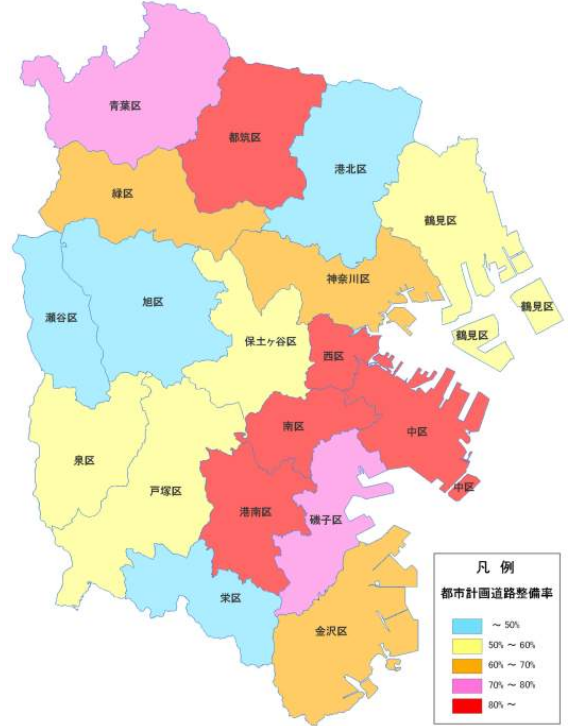 青葉区
都筑区
港北区
緑区
鶴見区
神奈川区
鶴見区
鶴見区
瀬谷区
旭区
保土ヶ谷区
西区
南区
中区
中区
泉区
戸塚区
港南区
磯子区
栄区
金沢区
凡 例
都市計画道路整備率
～ 50%
50% ～ 60%
60% ～ 70%
70% ～ 80%
80% ～